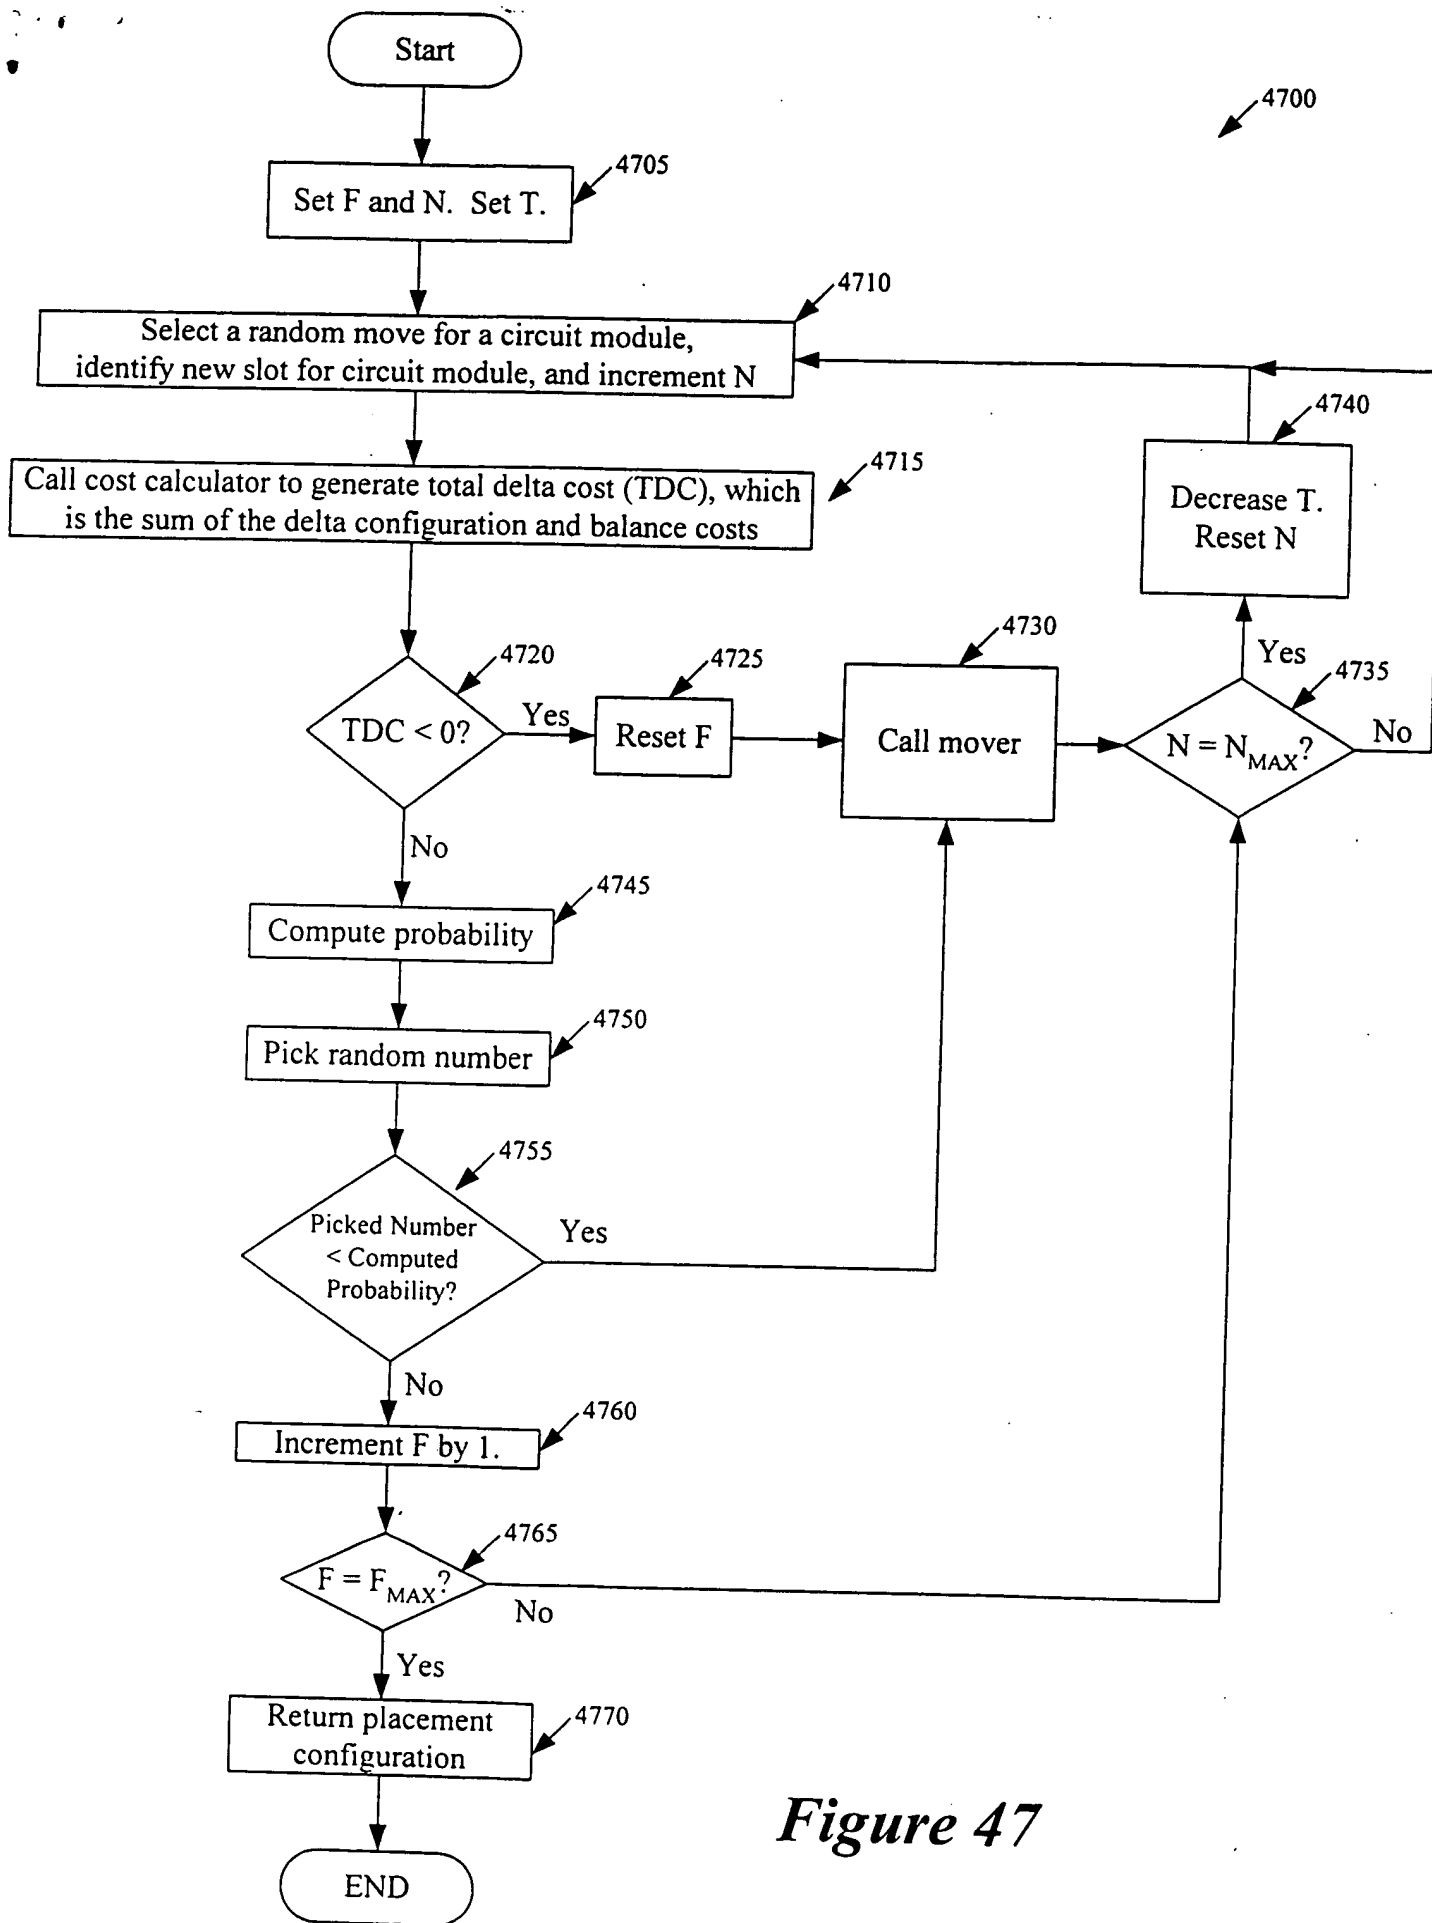 Start
4700
4705
Set F and N. Set T.
4710
Select a random move for a circuit module,
identify new slot for circuit module, and increment N
4740
Decrease T.
Reset N
4715
Call cost calculator to generate total delta cost (TDC), which
is the sum of the delta configuration and balance costs
4720
TDC < 0?
Yes
4725
Reset F
4730
Call mover
Yes
4735
N = NMAX?
No
No
4745
Compute probability
4750
Pick random number
4755
Picked Number
< Computed
Probability?
Yes
No
4760
Increment F by 1.
4765
F = FMAX?
No
Yes
4770
Return placement
configuration
END
Figure 47